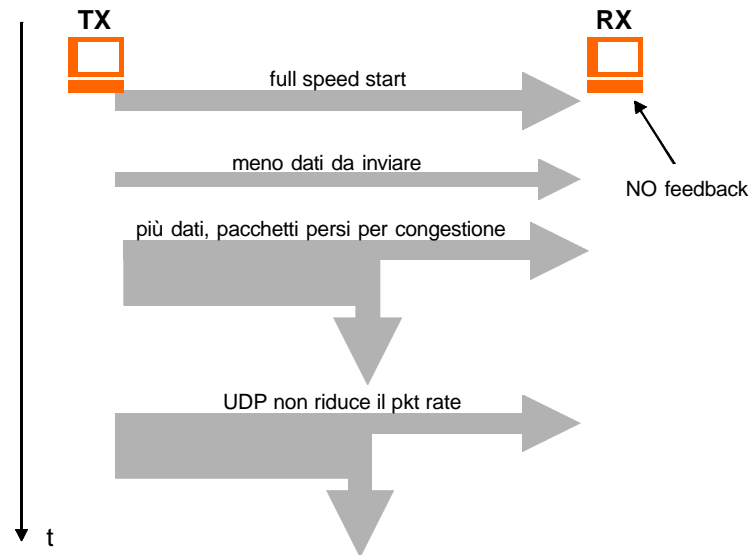 TX
RX
full speed start
meno dati da inviare
NO feedback
più dati, pacchetti persi per congestione
UDP non riduce il pkt rate
t